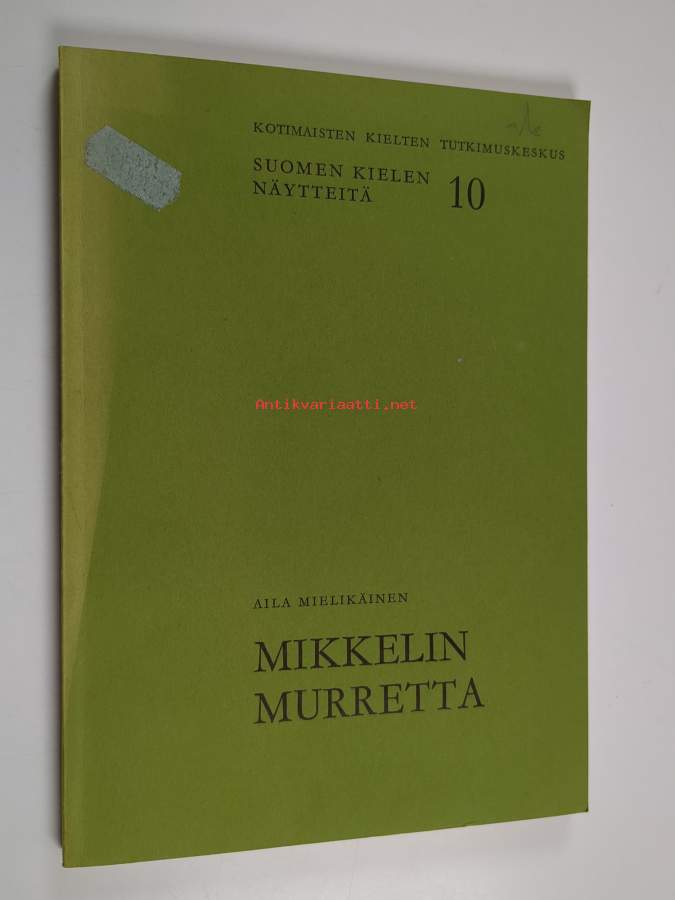 KOTIMAISTEN KIELTEN TUTKIMUSKESKUS
SUOMEN KIELEN
NÄYTTEITÄ 10
Antikvariaatti.net
AILA MIELIKÄINEN
MIKKELIN
MURRETTA